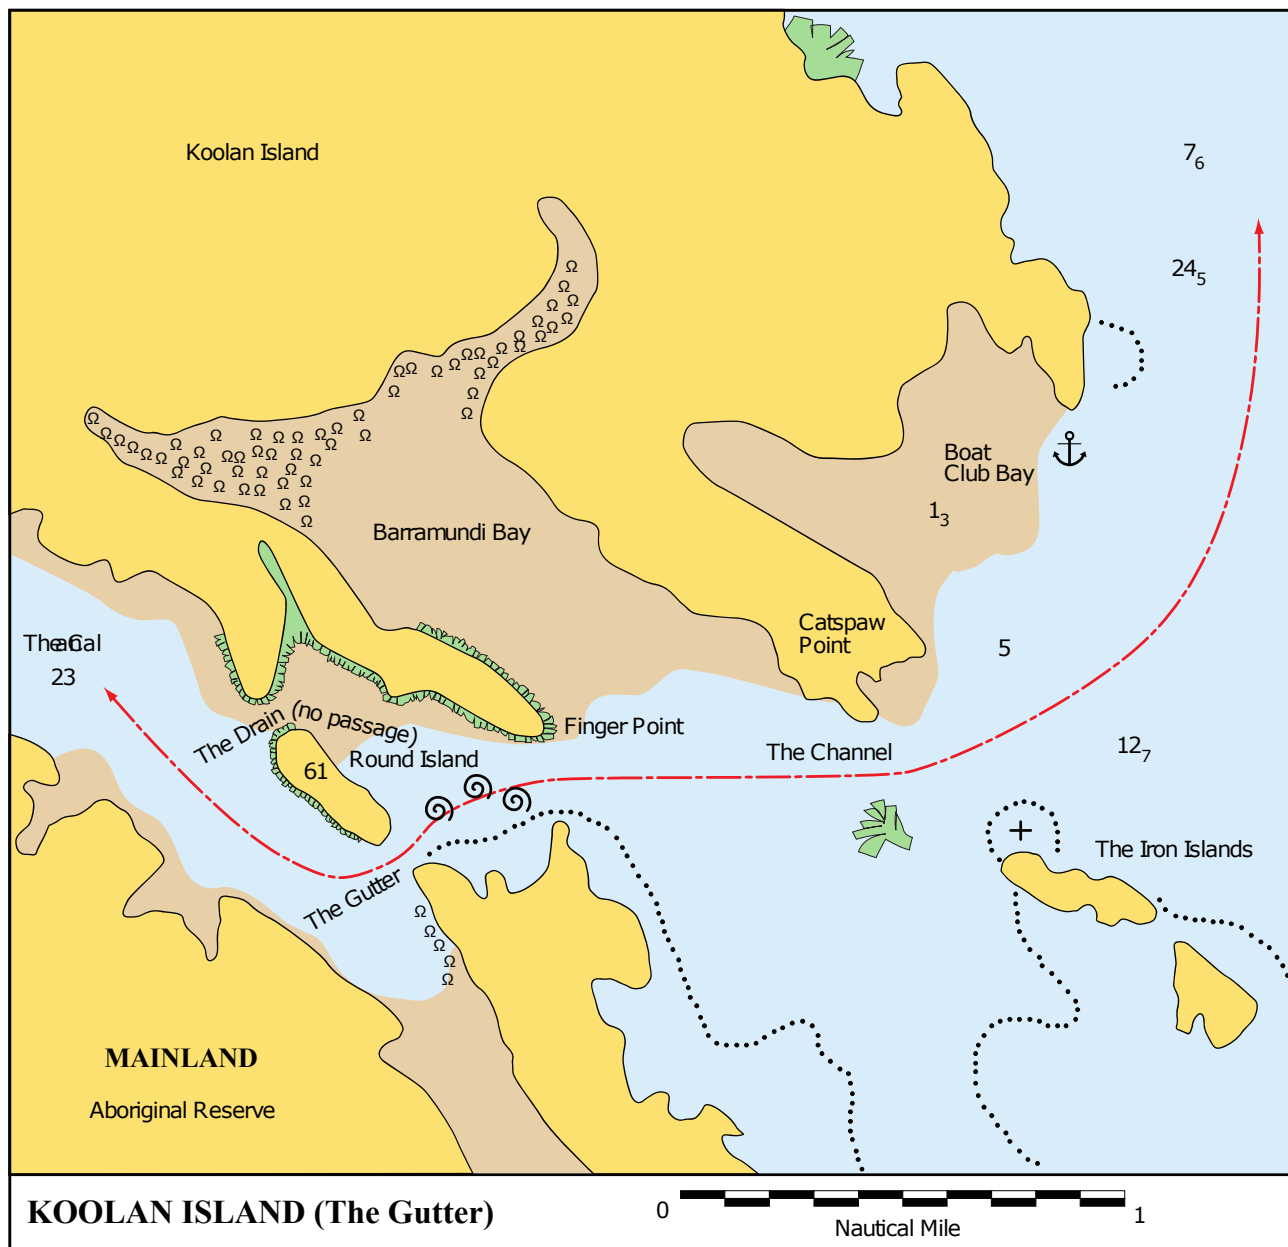 Koolan Island
7₆
24₅
Boat
Club Bay
1₃
Barramundi Bay
Catspaw
Point
5
23
The Drain (no passage)
Finger Point
The Channel
12₇
Round Island
61
The Iron Islands
The Gutter
MAINLAND
Aboriginal Reserve
KOOLAN ISLAND (The Gutter)
0
1
Nautical Mile